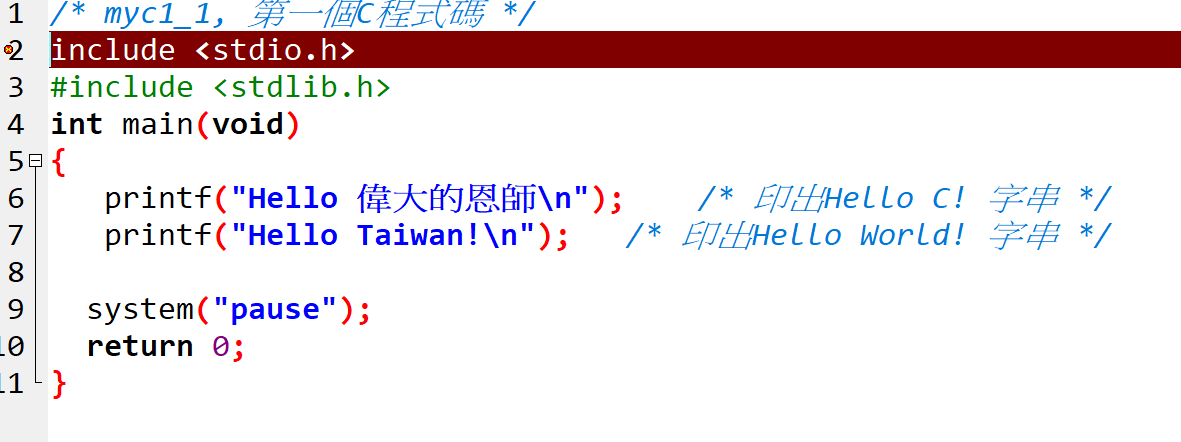 1 /* myc1_1, 第一個C程式碼 */
2 include <stdio.h>
3 #include <stdlib.h>
4 int main(void)
5 {
6 printf("Hello 偉大的恩師\n"); /* 印出Hello C! 字串 */
7 printf("Hello Taiwan!\n"); /* 印出Hello World! 字串 */
8
9 system("pause");
10 return 0;
11 }